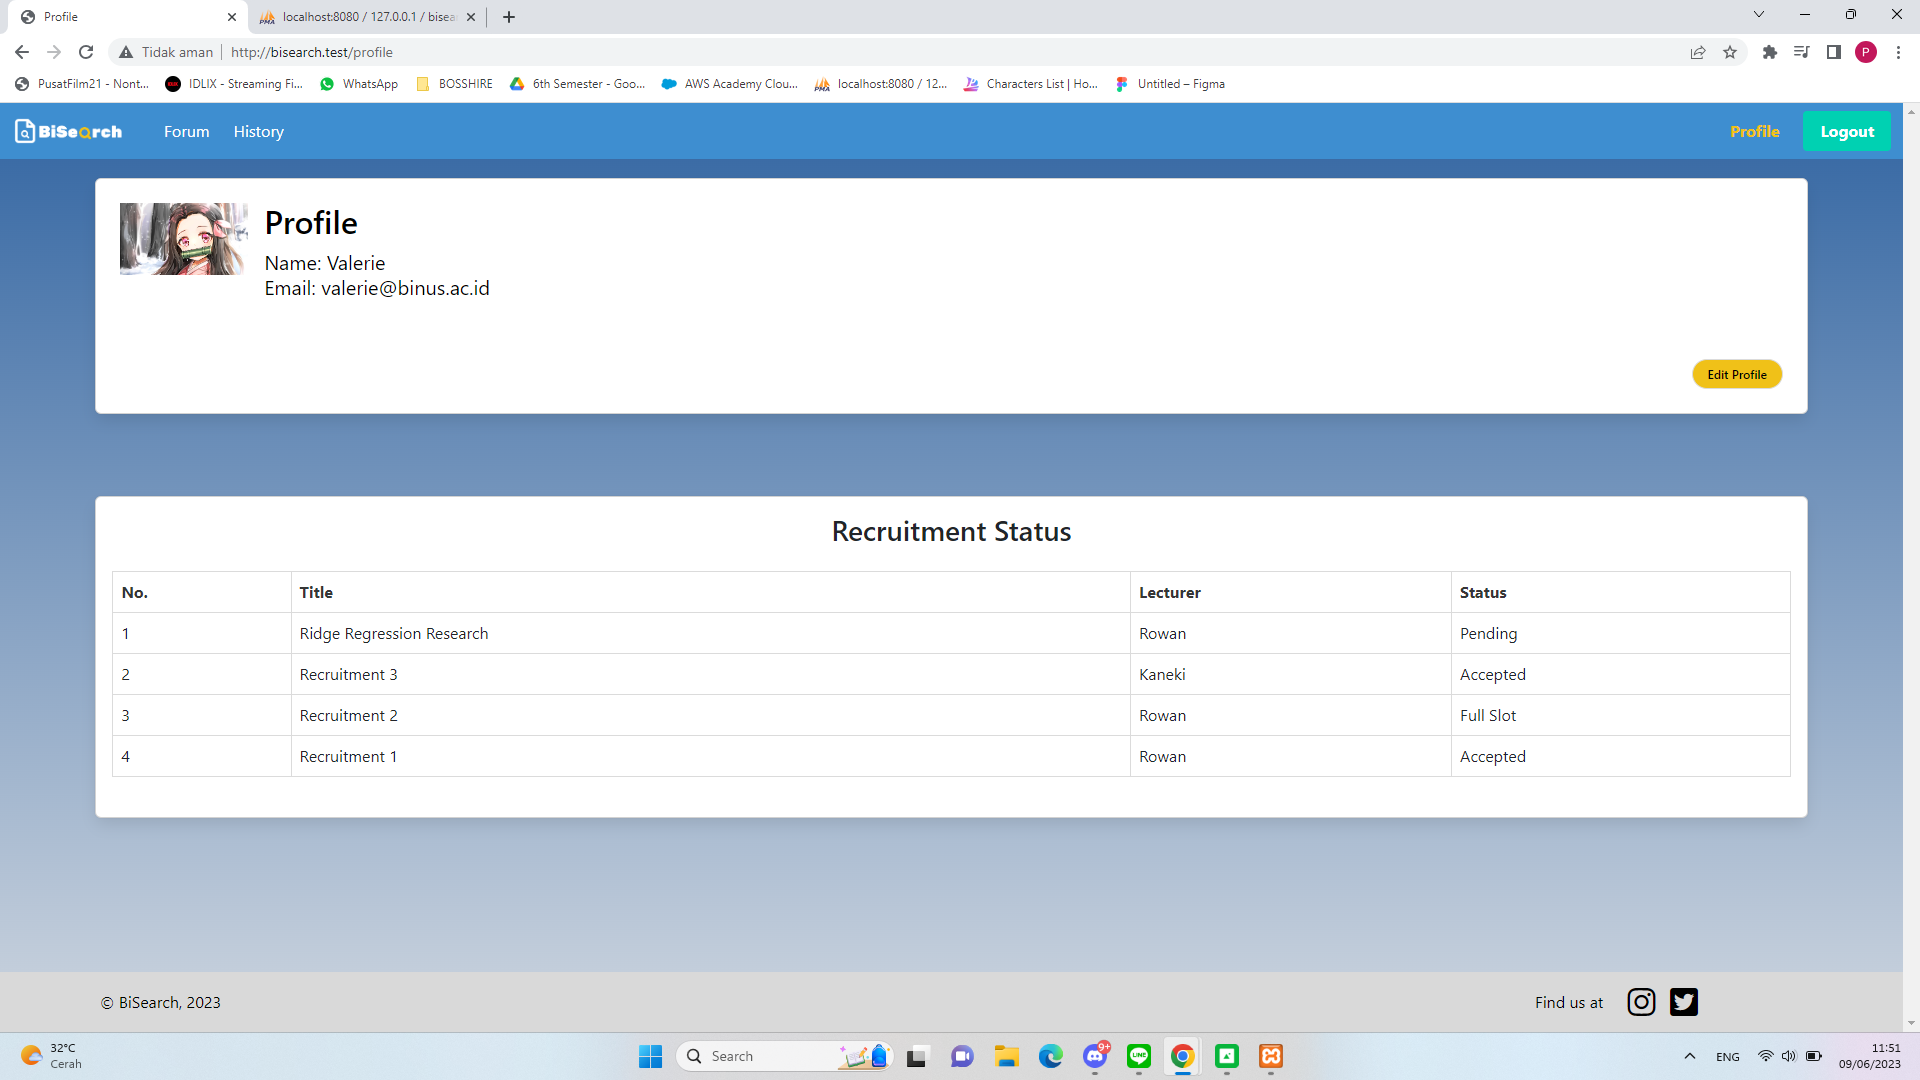 Profile
localhost:8080 / 127.0.0.1 / bisea
Tidak aman http://bisearch.test/profile
P
PusatFilm21 - Nont...
IDLIX - Streaming Fi...
WhatsApp
BOSSHIRE
6th Semester - Goo...
AWS Academy Clou...
localhost:8080 / 12...
Characters List | Ho...
Untitled – Figma
BiSearch
Forum
History
Profile
Logout
Profile
Name: Valerie
Email: valerie@binus.ac.id
Edit Profile
Recruitment Status
No. Title Lecturer Status
1 Ridge Regression Research Rowan Pending
2 Recruitment 3 Kaneki Accepted
3 Recruitment 2 Rowan Full Slot
4 Recruitment 1 Rowan Accepted
© BiSearch, 2023
Find us at
32°C
Cerah
Search
9+
LINE
ENG
11:51
09/06/2023